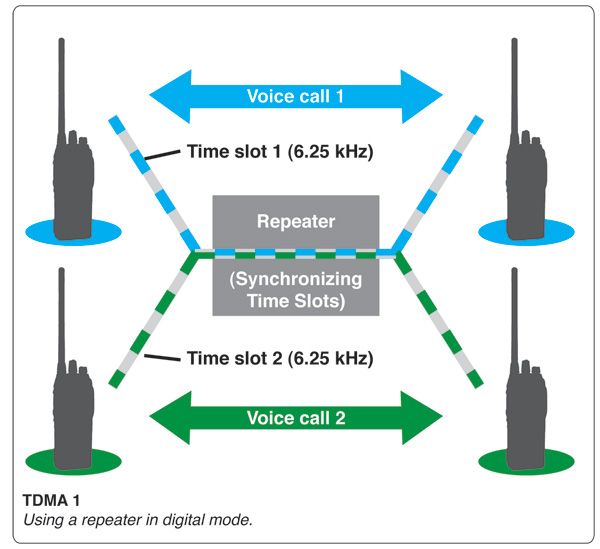 Voice call 1
Time slot 1 (6.25 kHz)
Repeater
(Synchronizing
Time Slots)
Time slot 2 (6.25 kHz)
Voice call 2
TDMA 1
Using a repeater in digital mode.